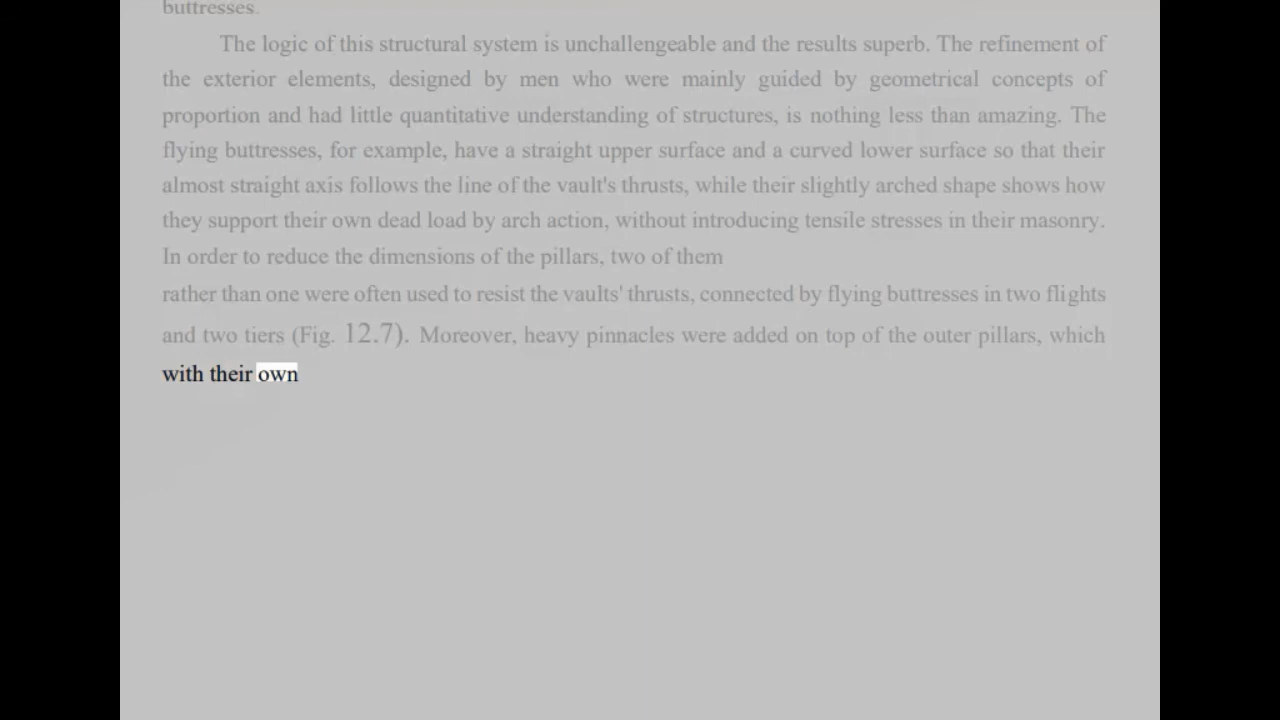 buttresses.
The logic of this structural system is unchallengeable and the results superb. The refinement of
the exterior elements, designed by men who were mainly guided by geometrical concepts of
proportion and had little quantitative understanding of structures, is nothing less than amazing. The
flying buttresses, for example, have a straight upper surface and a curved lower surface so that their
almost straight axis follows the line of the vault's thrusts, while their slightly arched shape shows how
they support their own dead load by arch action, without introducing tensile stresses in their masonry.
In order to reduce the dimensions of the pillars, two of them
rather than one were often used to resist the vaults' thrusts, connected by flying buttresses in two flights
and two tiers (Fig. 12.7). Moreover, heavy pinnacles were added on top of the outer pillars, which
with their own